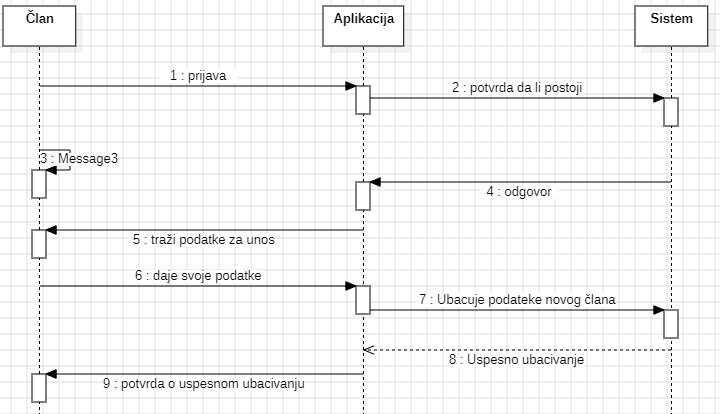 Član
Aplikacija
Sistem
1 : prijava
2 : potvrda da li postoji
3 : Message3
4 : odgovor
5 : traži podatke za unos
6 : daje svoje podatke
7 : Ubacuje podateke novog člana
8 : Uspesno ubacivanje
9 : potvrda o uspesnom ubacivanju